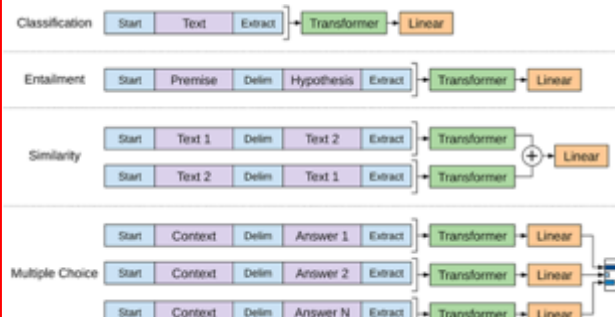 Classification Start Text Extract Transformer Linear
Entailment Start Premise Delim Hypothesis Extract Transformer Linear
Start Text 1 Delim Text 2 Extract Transformer
Similarity + Linear
Start Text 2 Delim Text 1 Extract Transformer
Start Context Delim Answer 1 Extract Transformer Linear
Multiple Choice Start Context Delim Answer 2 Extract Transformer Linear
Start Context Delim Answer N Extract Transformer Linear